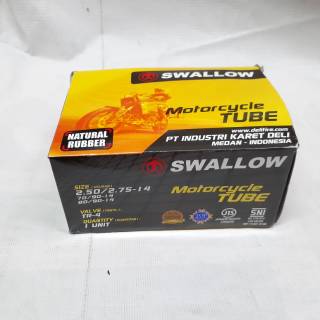 SWALLOW
Motorcycle
TUBE
www.delitire.com
PT INDUSTRI KARET DELI
MEDAN - INDONESIA
NATURAL
RUBBER
SWALLOW
Motorcycle
TUBE
SIZE
2.50/2.75-14
70/90-14
80/90-14
VALVE
TR-4
QUANTITY
1 UNIT
JIS
SNI